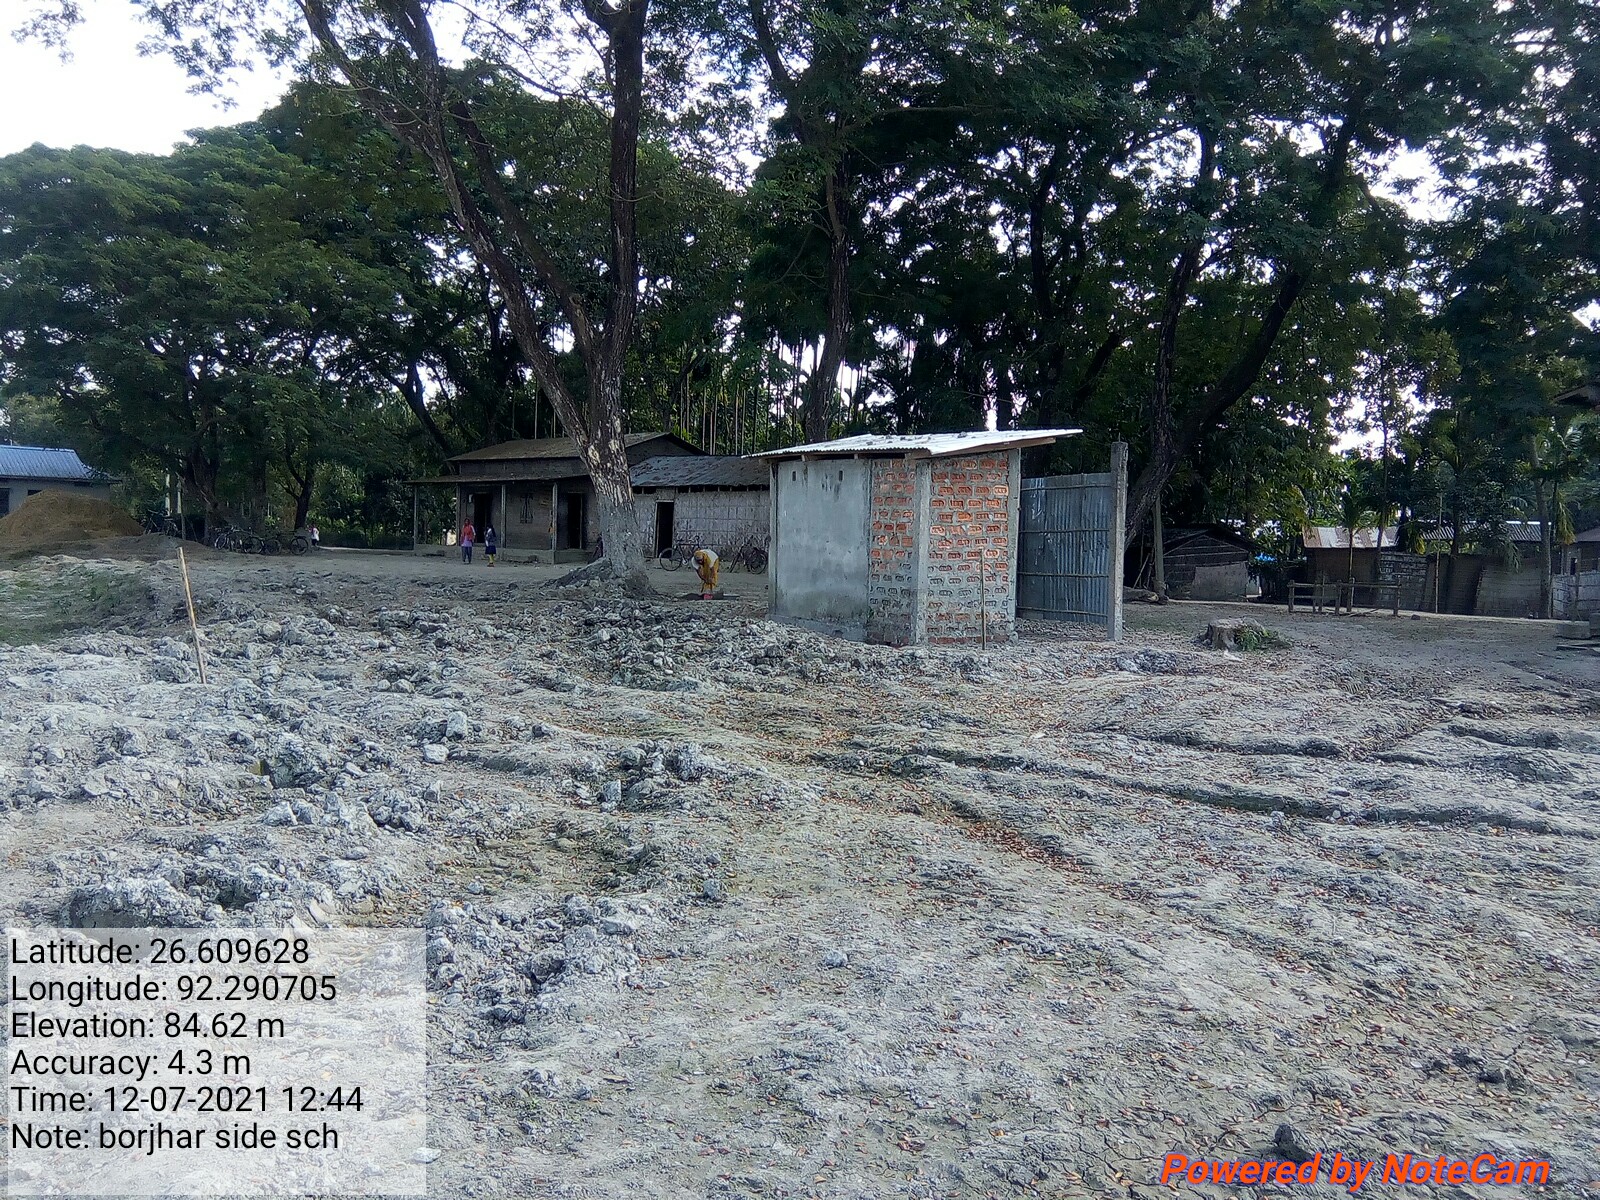 Latitude: 26.609628
Longitude: 92.290705
Elevation: 84.62 m
Accuracy: 4.3 m
Time: 12-07-2021 12:44
Note: borjhar side sch
Powered by NoteCam